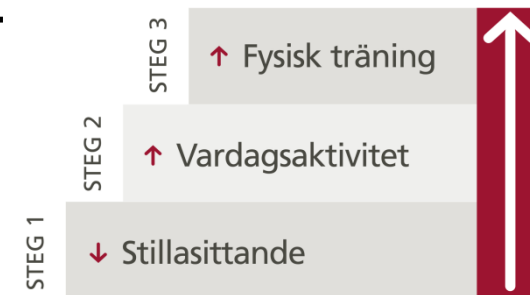 STEG 3
↑ Fysisk träning
STEG 2
↑ Vardagsaktivitet
STEG 1
↓ Stillasittande